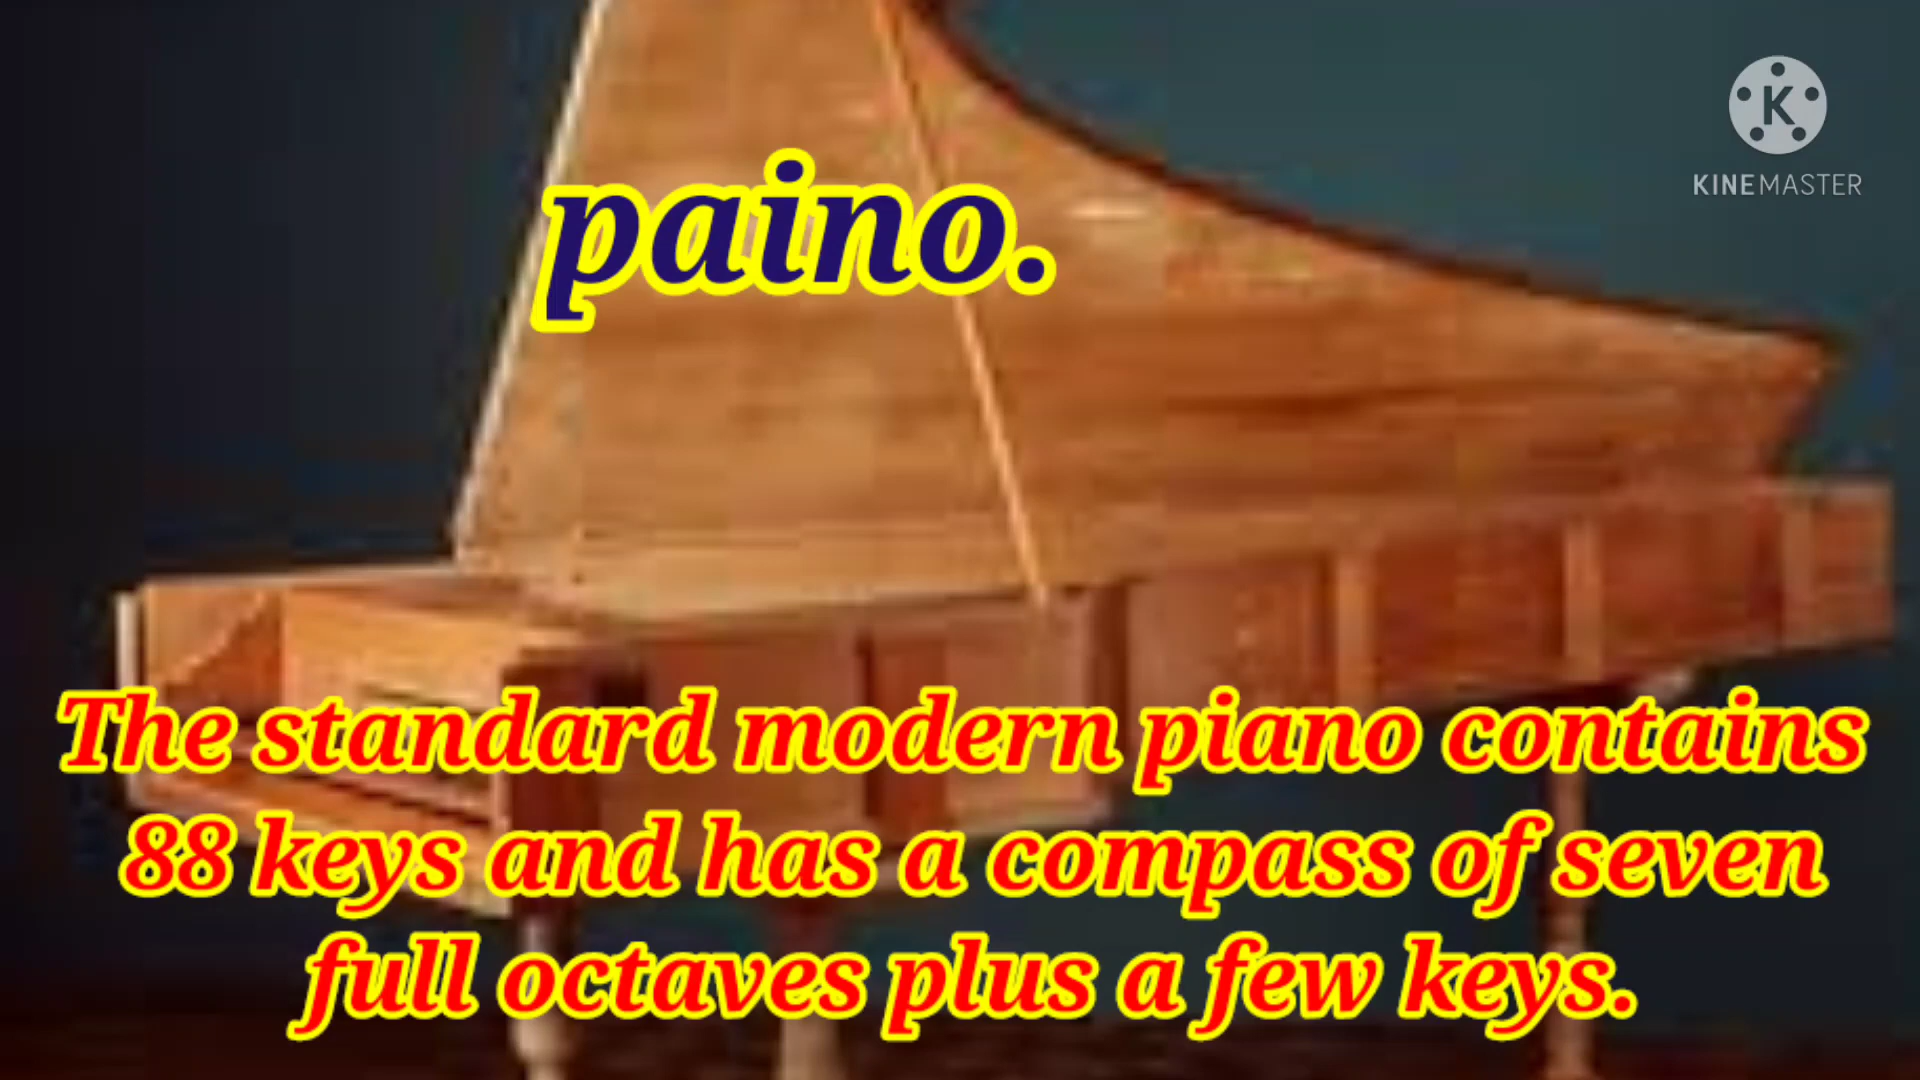 K
KINEMASTER
paino.
The standard modern piano contains
88 keys and has a compass of seven
full octaves plus a few keys.